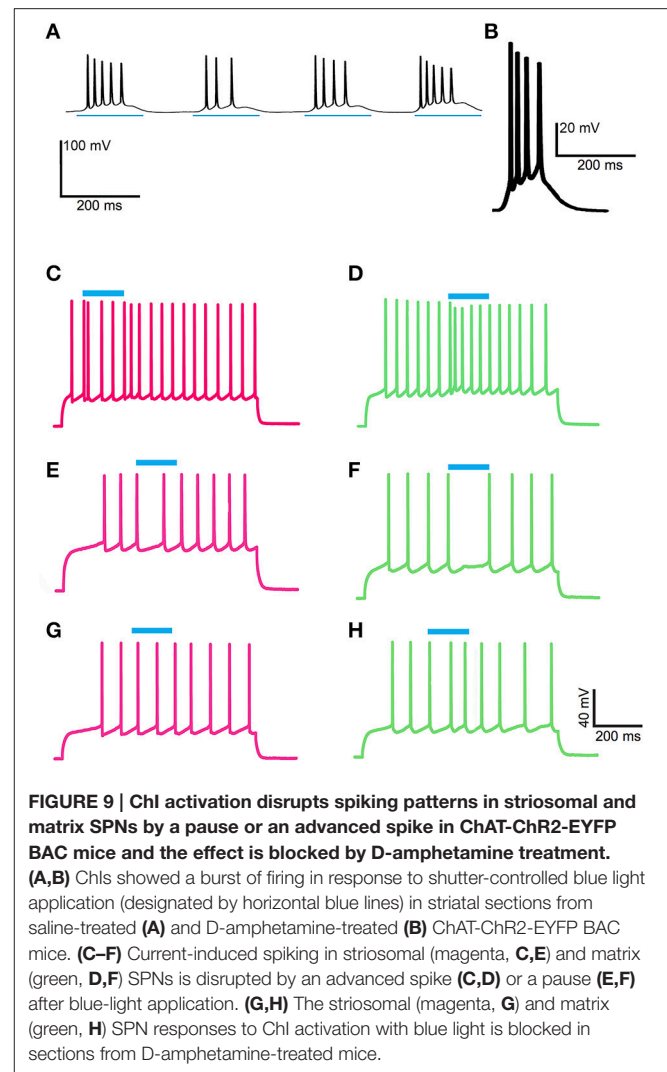 A
B
100 mV
200 ms
20 mV
200 ms
C
D
E
F
G
H
40 mV
200 ms
FIGURE 9 | ChI activation disrupts spiking patterns in striosomal and
matrix SPNs by a pause or an advanced spike in ChAT-ChR2-EYFP
BAC mice and the effect is blocked by D-amphetamine treatment.
(A,B) ChIs showed a burst of firing in response to shutter-controlled blue light
application (designated by horizontal blue lines) in striatal sections from
saline-treated (A) and D-amphetamine-treated (B) ChAT-ChR2-EYFP BAC
mice. (C–F) Current-induced spiking in striosomal (magenta, C,E) and matrix
(green, D,F) SPNs is disrupted by an advanced spike (C,D) or a pause (E,F)
after blue-light application. (G,H) The striosomal (magenta, G) and matrix
(green, H) SPN responses to ChI activation with blue light is blocked in
sections from D-amphetamine-treated mice.